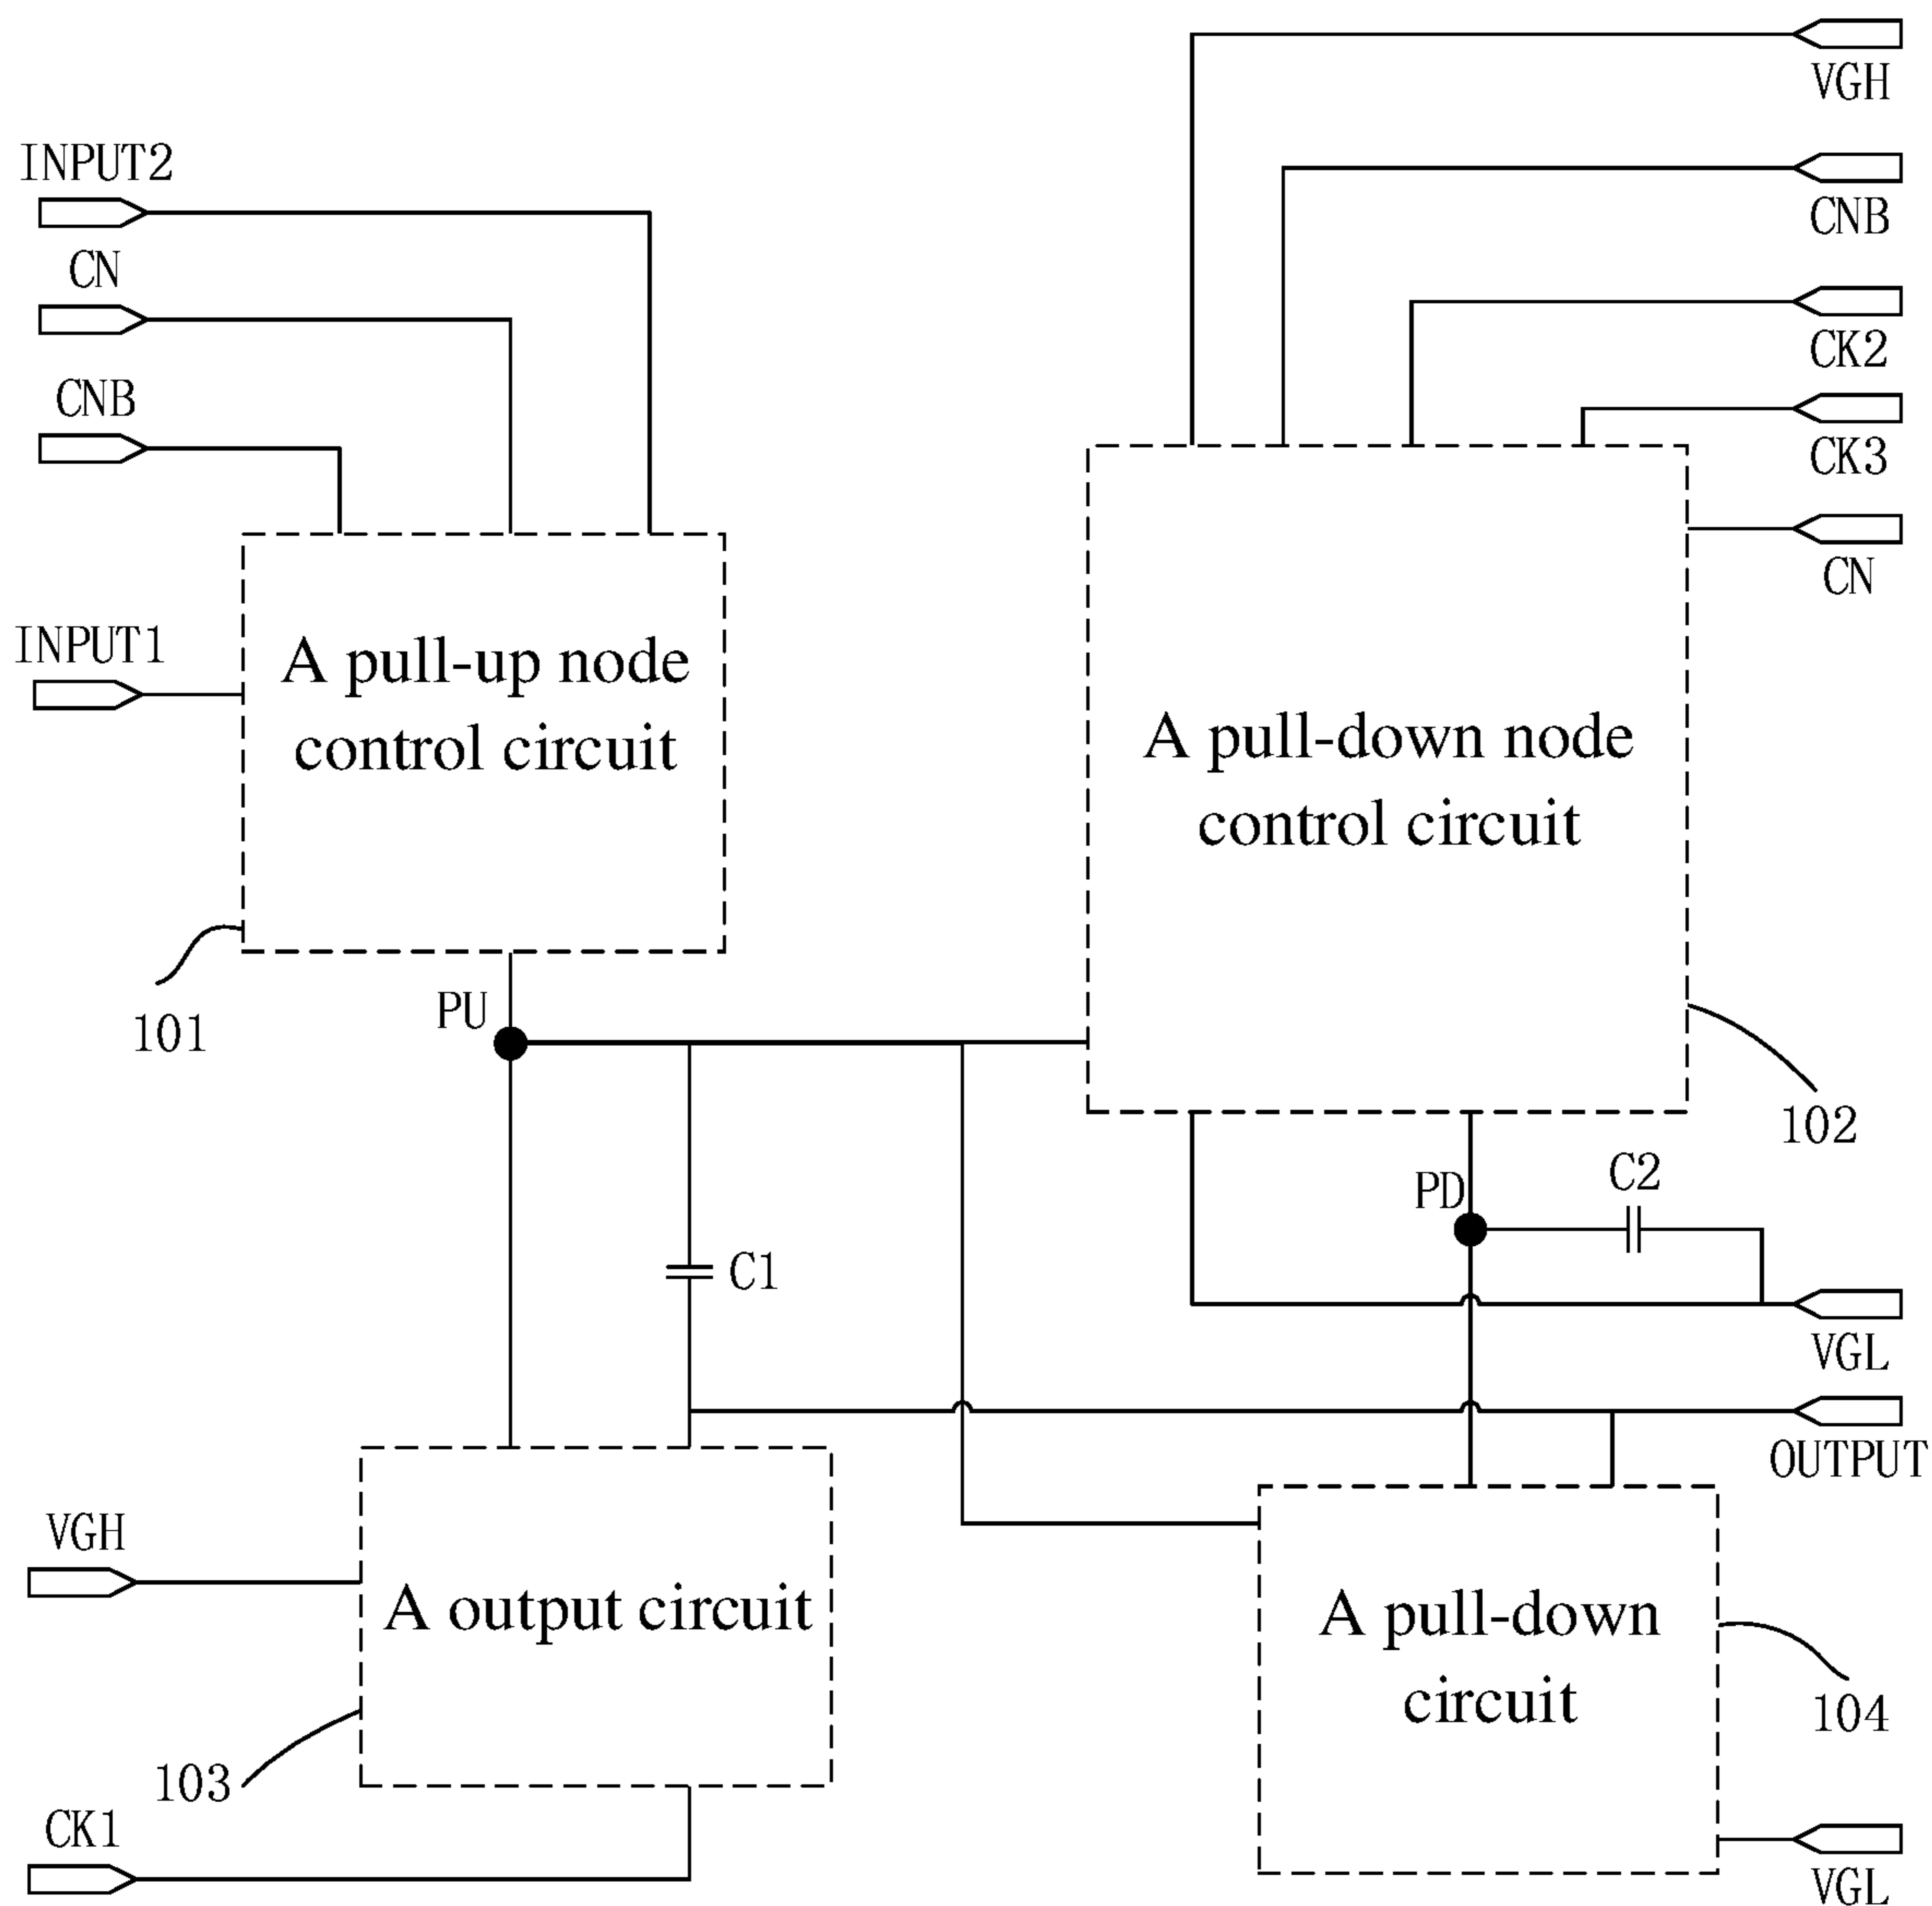 VGH
INPUT2
CNB
CN
CK2
CNB
CK3
CN
INPUT1
A pull-up node
control circuit
A pull-down node
control circuit
PU
101
102
PD
C2
C1
VGL
OUTPUT
VGH
A output circuit
A pull-down
circuit
104
103
CK1
VGL